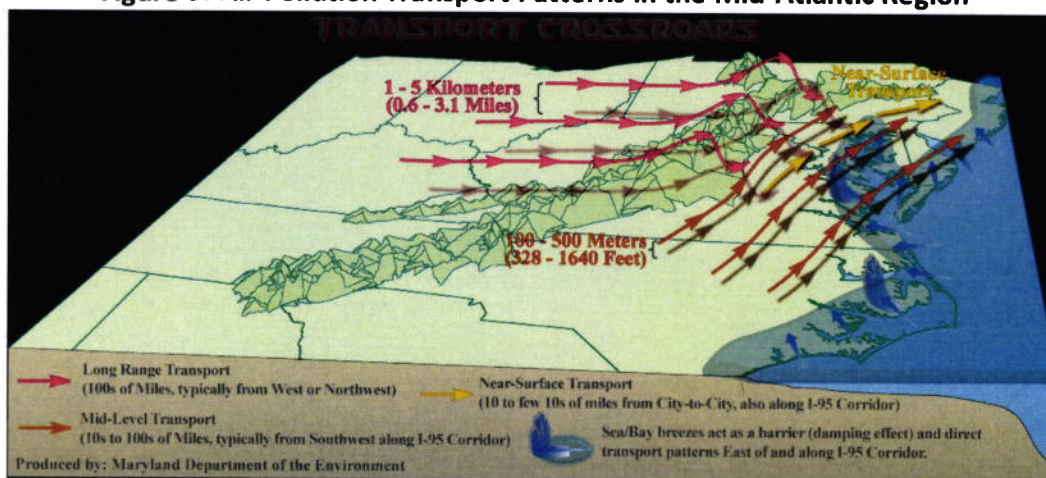 Figure : Air Pollution Transport Patterns in the Mid-Atlantic Region
TRANSPORT CROSSROADS
Near-Surface
Transport
1 - 5 Kilometers
(0.6 - 3.1 Miles)
100 - 500 Meters
(328 - 1640 Feet)
Long Range Transport
(100s of Miles, typically from West or Northwest)
Mid-Level Transport
(10s to 100s of Miles, typically from Southwest along I-95 Corridor)
Near-Surface Transport
(10 to few 10s of miles from City-to-City, also along I-95 Corridor)
Sea/Bay breezes act as a barrier (damping effect) and direct
transport patterns East of and along I-95 Corridor.
Produced by: Maryland Department of the Environment